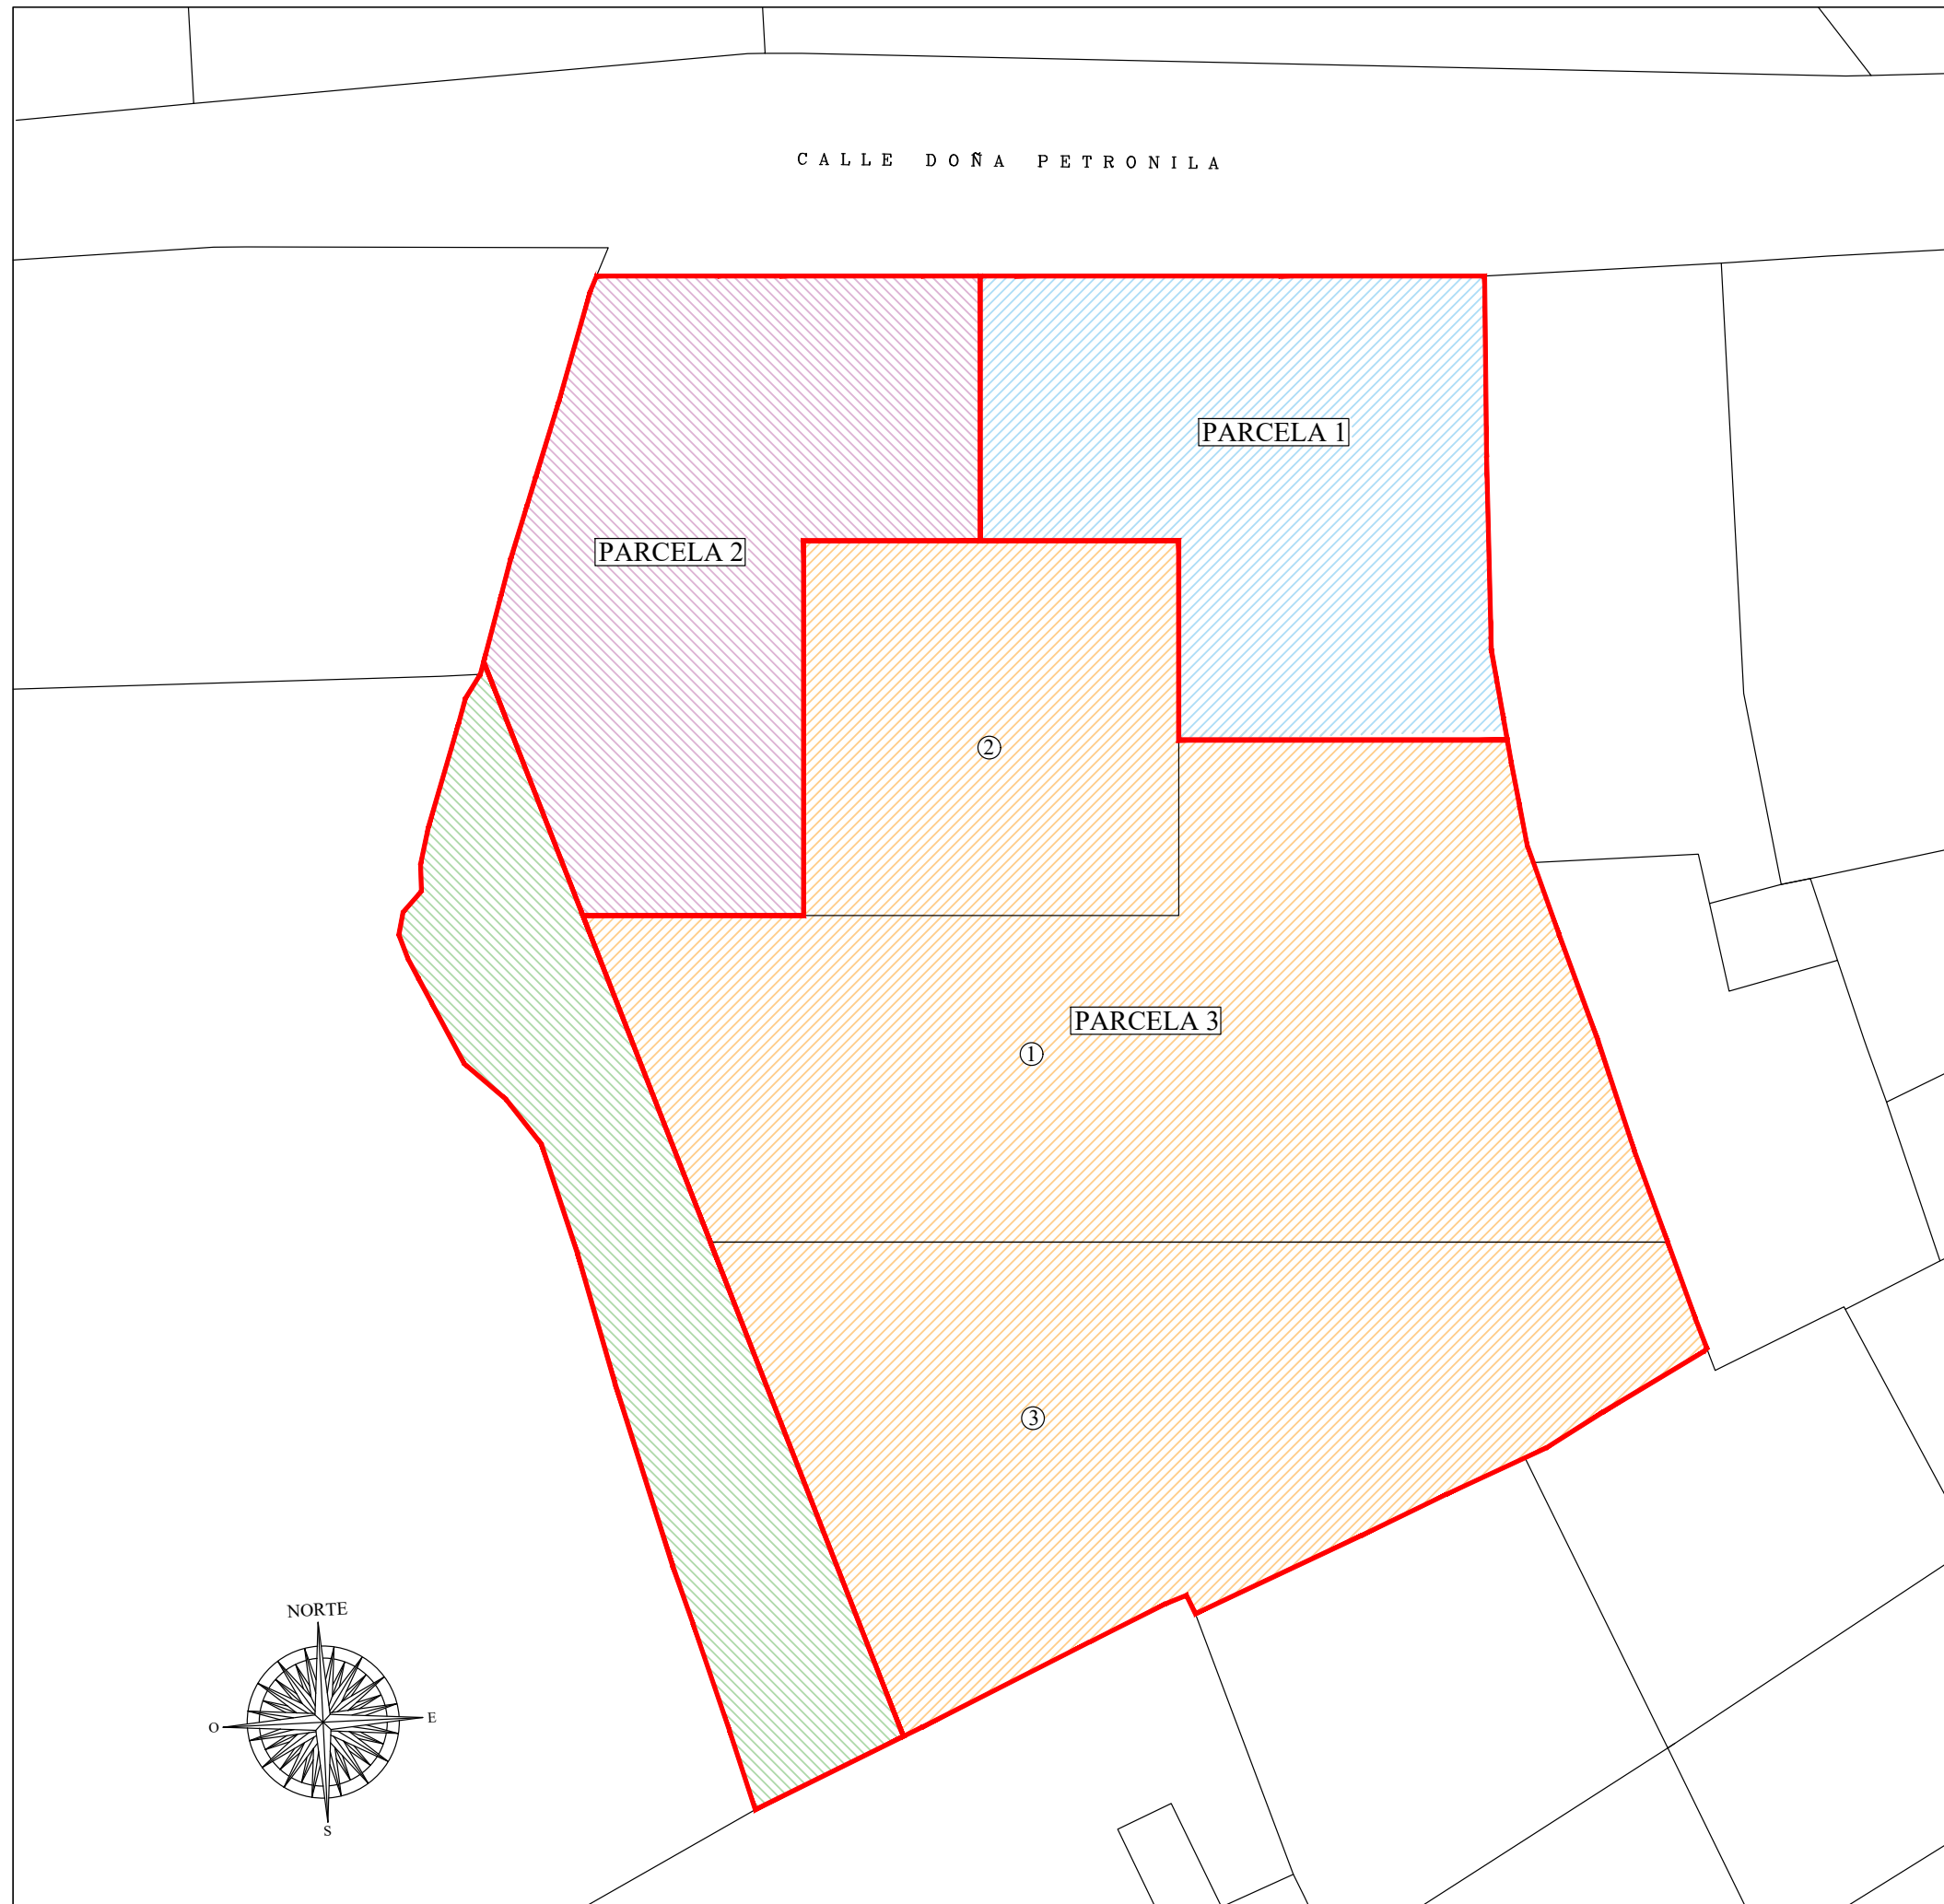 CALLE DOÑA PETRONILA
PARCELA 1
PARCELA 2
2
PARCELA 3
1
3
NORTE
O
E
S